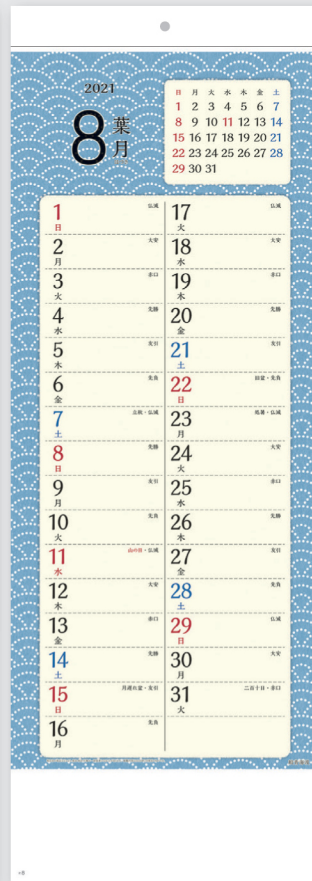 2021
8
葉月
日 月 火 水 木 金 土
1 2 3 4 5 6 7
8 9 10 11 12 13 14
15 16 17 18 19 20 21
22 23 24 25 26 27 28
29 30 31
1 日 仏滅
2 月 大安
3 火 赤口
4 水 先勝
5 木 友引
6 金 先負
7 土 立秋・仏滅
8 日 先勝
9 月 友引
10 火 先負
11 水 山の日・仏滅
12 木 大安
13 金 赤口
14 土 先勝
15 日 月遅れ盆・友引
16 月 先負
17 火 仏滅
18 水 大安
19 木 赤口
20 金 先勝
21 土 友引
22 日 旧盆・先負
23 月 処暑・仏滅
24 火 大安
25 水 赤口
26 木 先勝
27 金 友引
28 土 先負
29 日 仏滅
30 月 大安
31 火 二百十日・赤口